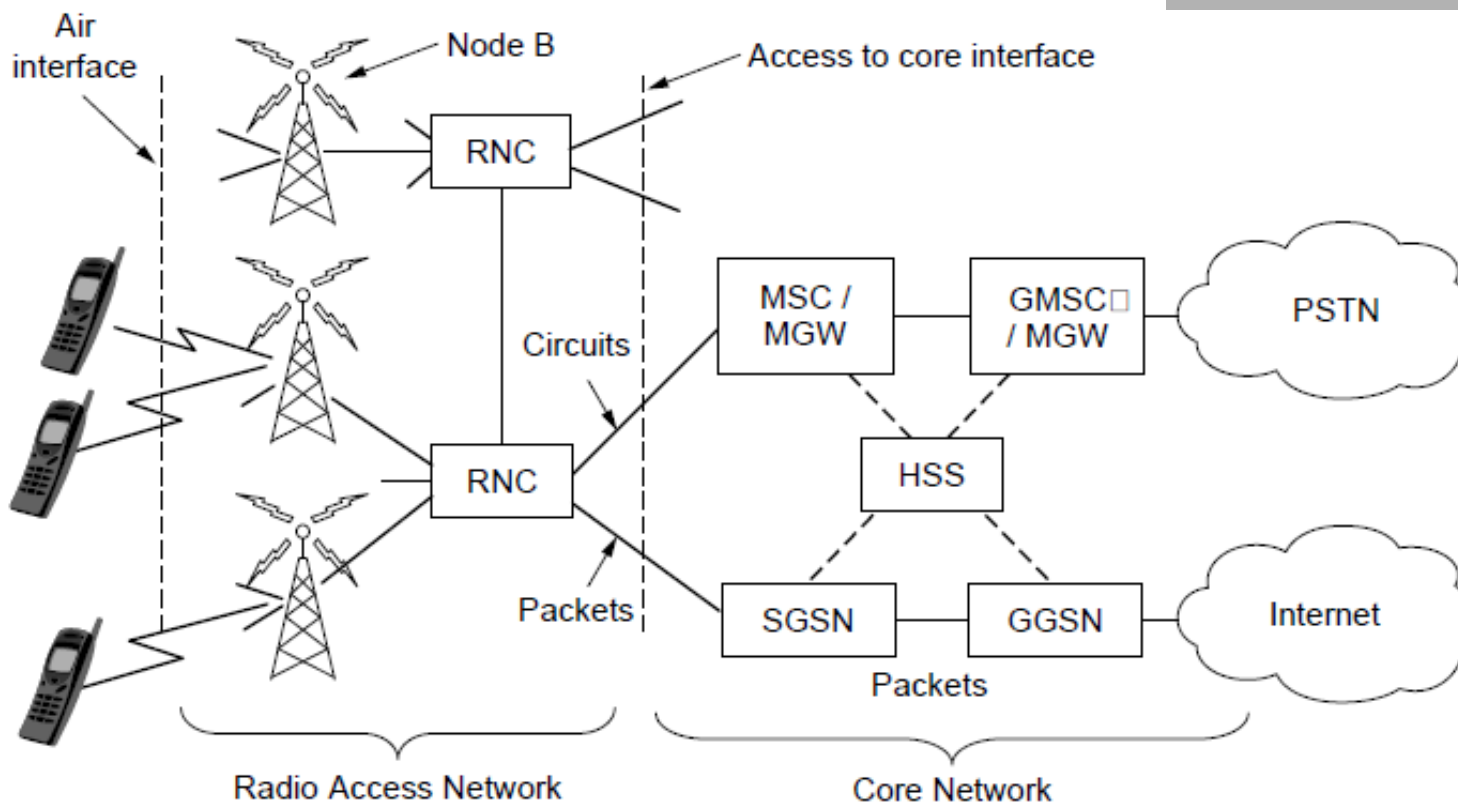 Air
interface
Node B
Access to core interface
RNC
MSC /
MGW
GMSC□
/ MGW
PSTN
Circuits
RNC
HSS
Packets
SGSN
GGSN
Internet
Packets
Radio Access Network
Core Network